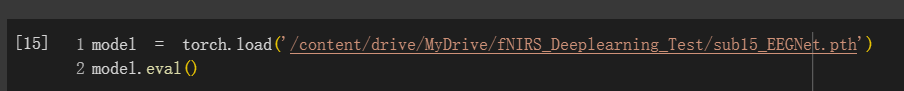 [15] 1 model = torch.load('/content/drive/MyDrive/fNIRS_Deeplearning_Test/sub15_EEGNet.pth')
2 model.eval()